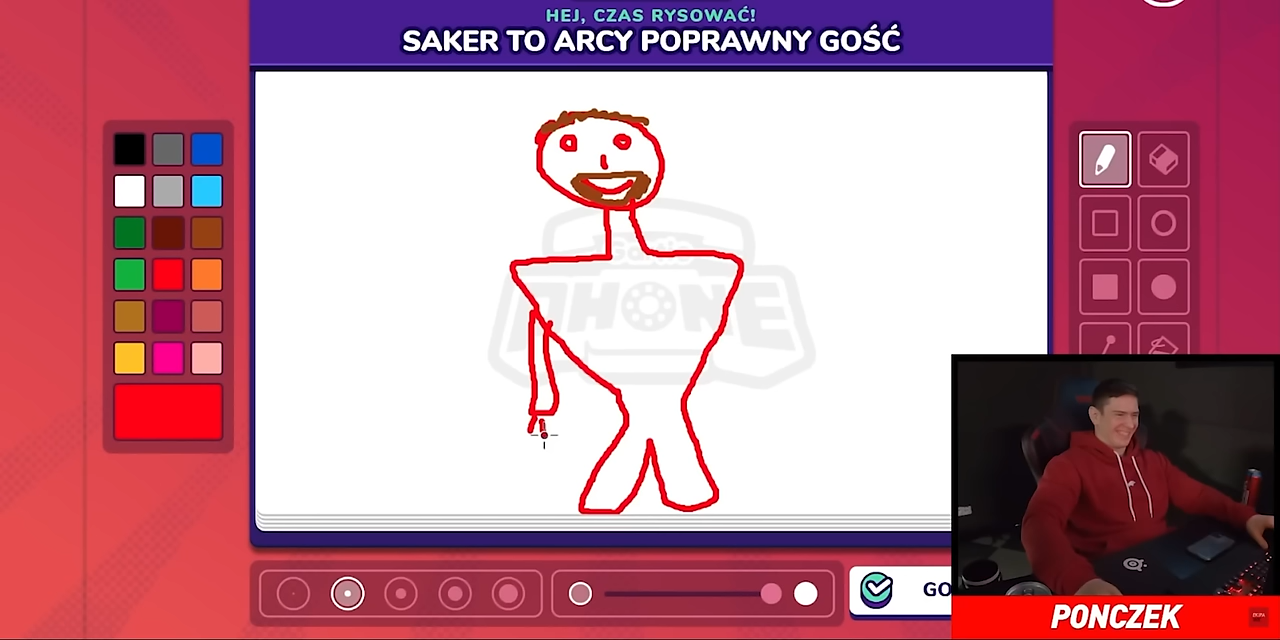 HEJ, CZAS RYSOWAĆ!
SAKER TO ARCY POPRAWNY GOŚĆ
PHONE
GO
PONCZEK